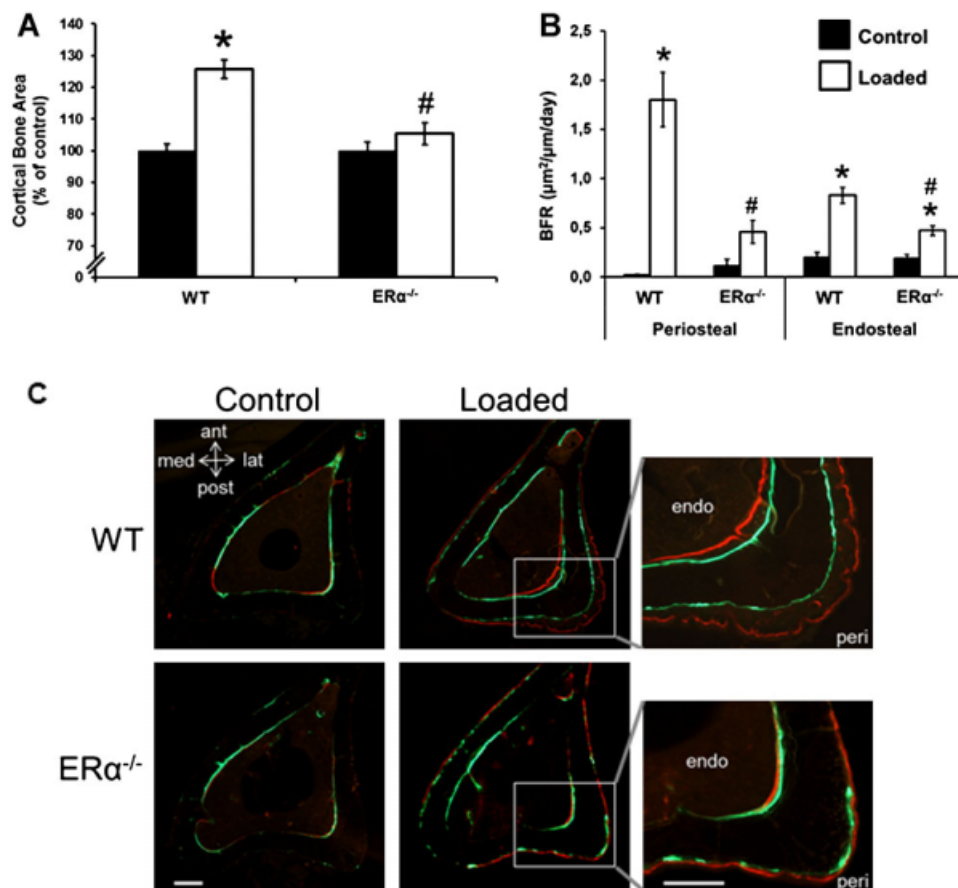 A
Cortical Bone Area
(% of control)
140
130
120
110
100
90
80
70
0
*
#
WT
ERα-/-
B
BFR (µm²/µm/day)
2,5
2,0
1,5
1,0
0,5
0,0
Control
Loaded
*
#
*
#
*
WT
ERα-/-
WT
ERα-/-
Periosteal
Endosteal
C
Control
Loaded
ant
med
lat
post
WT
endo
peri
ERα-/-
endo
peri